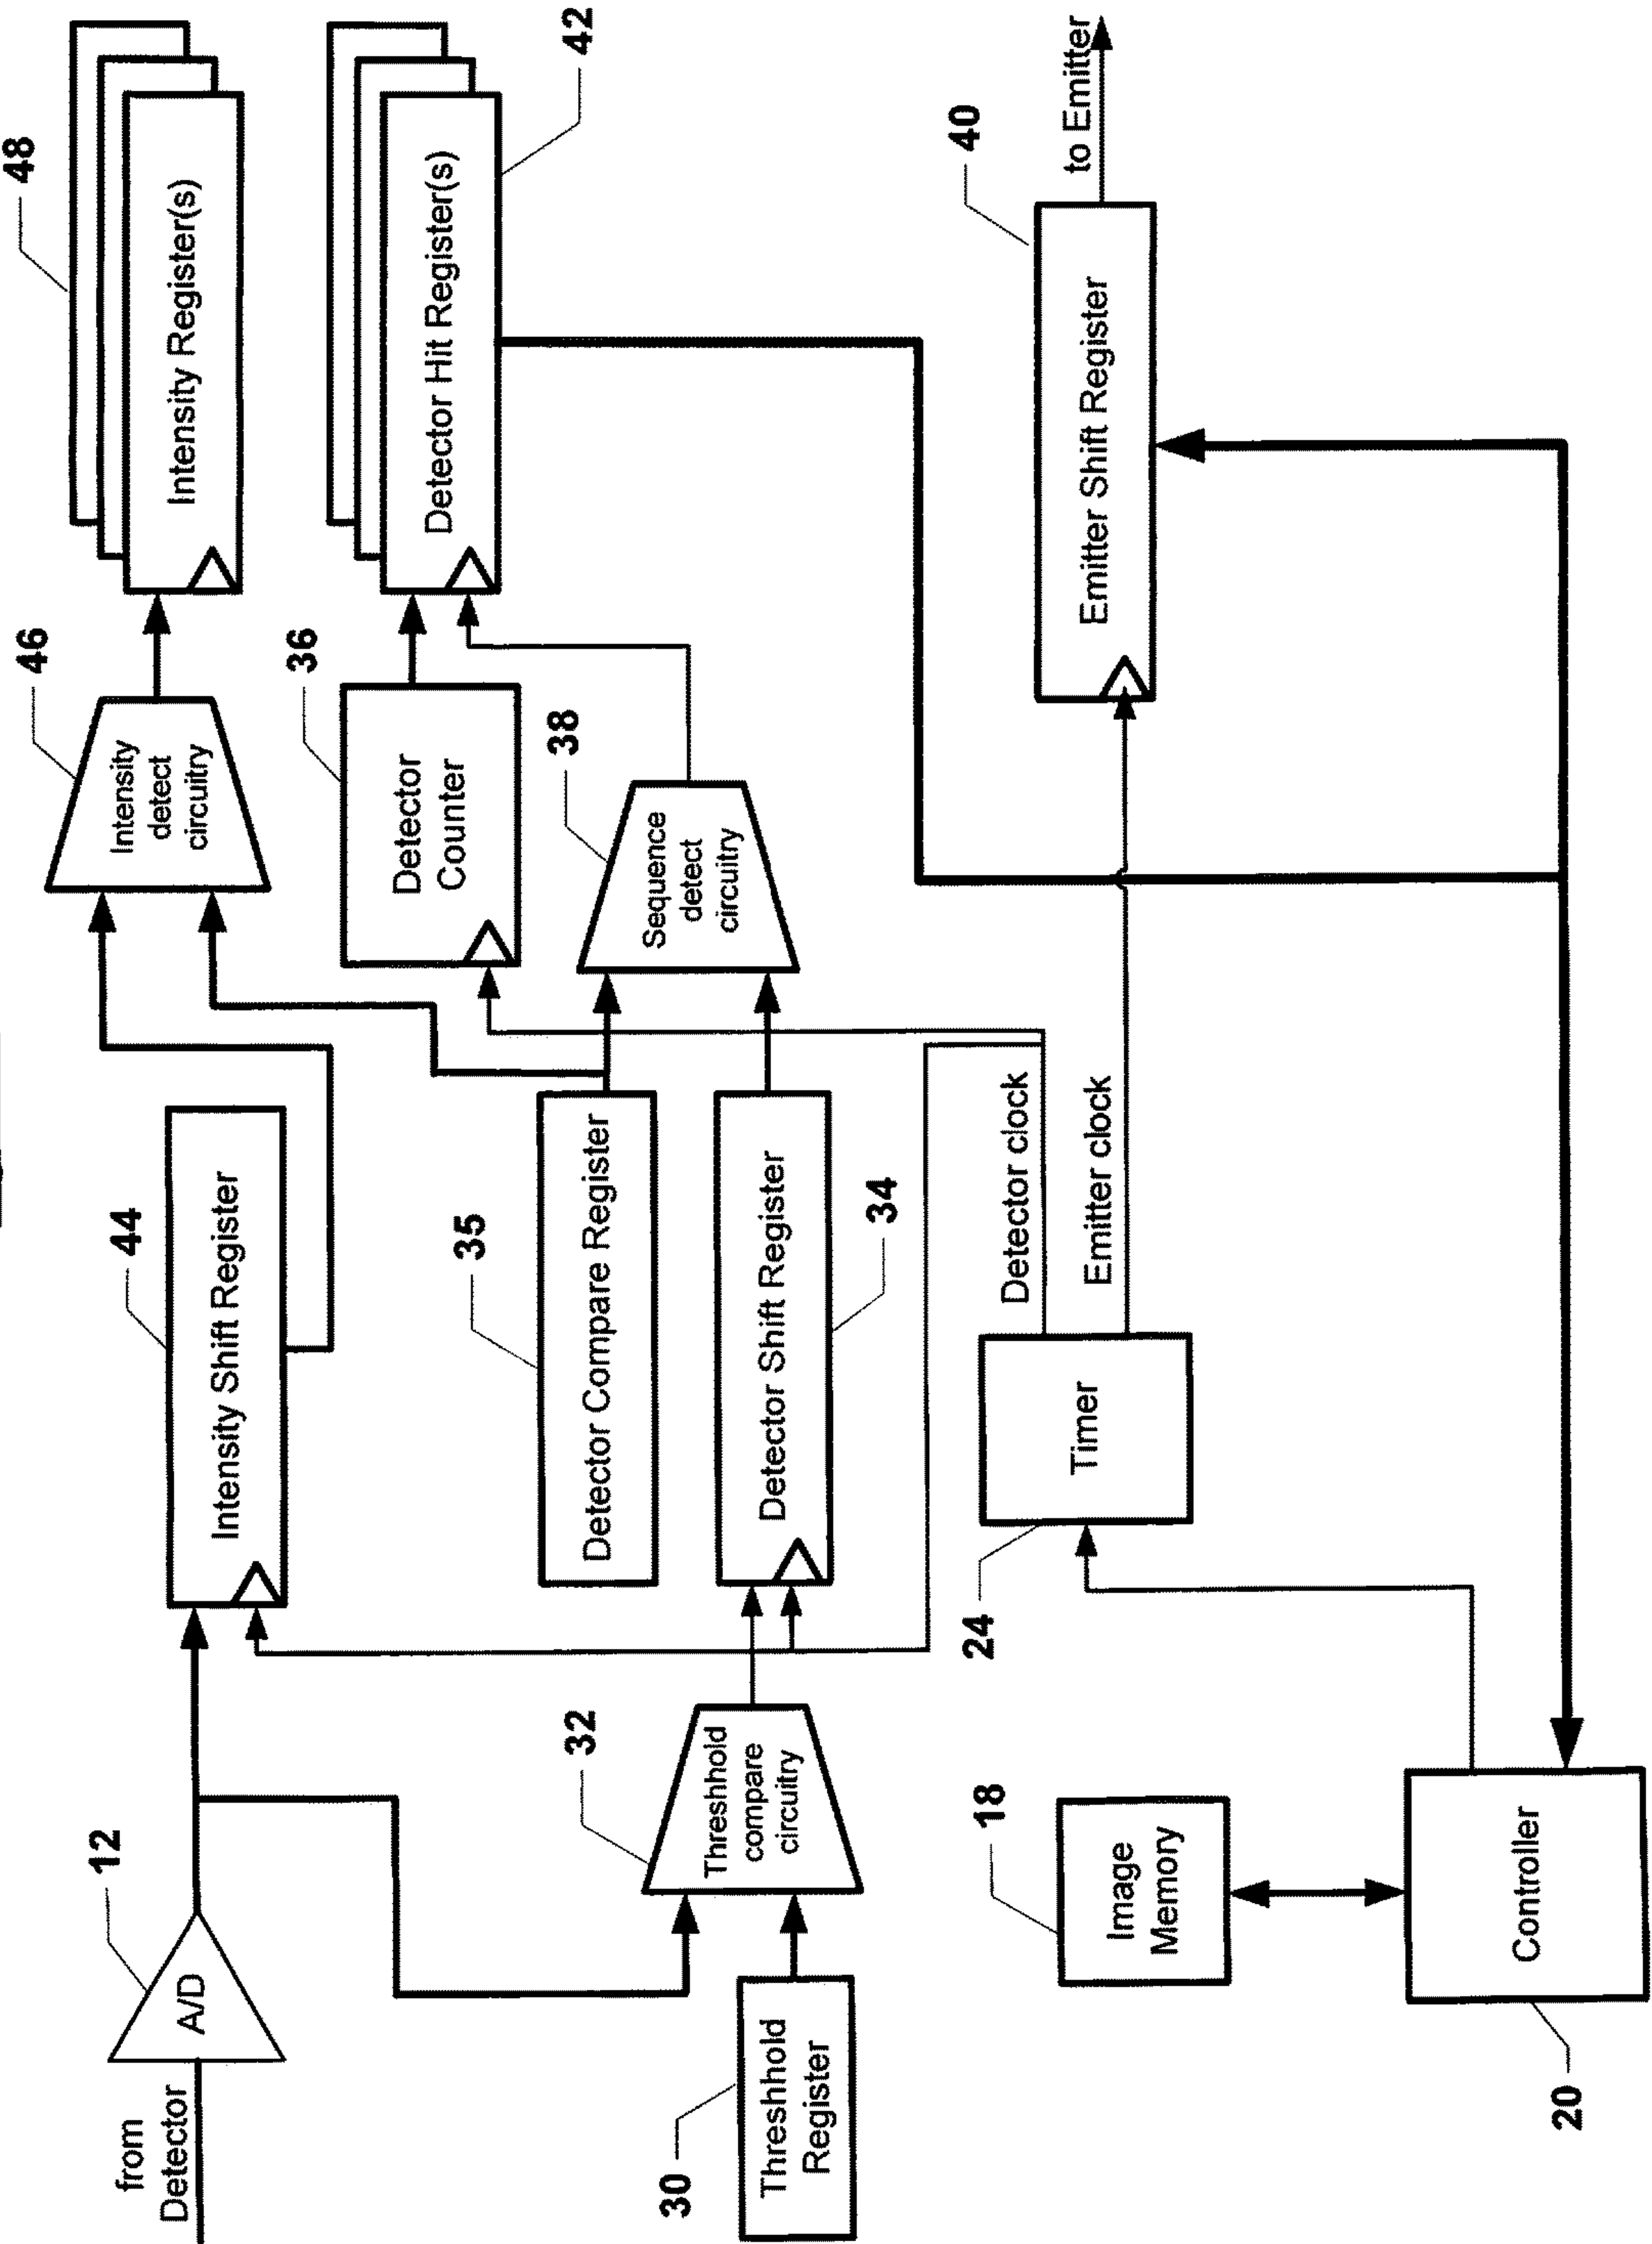 from
Detector
12
A/D
44
Intensity Shift Register
46
Intensity
detect
circuitry
48
Intensity Register(s)
30
Threshhold
Register
32
Threshhold
compare
circuitry
35
Detector Compare Register
Detector Shift Register
34
36
Detector
Counter
38
Sequence
detect
circuitry
Detector Hit Register(s)
42
18
Image
Memory
Controller
20
24
Timer
Detector clock
Emitter clock
40
Emitter Shift Register
to Emitter